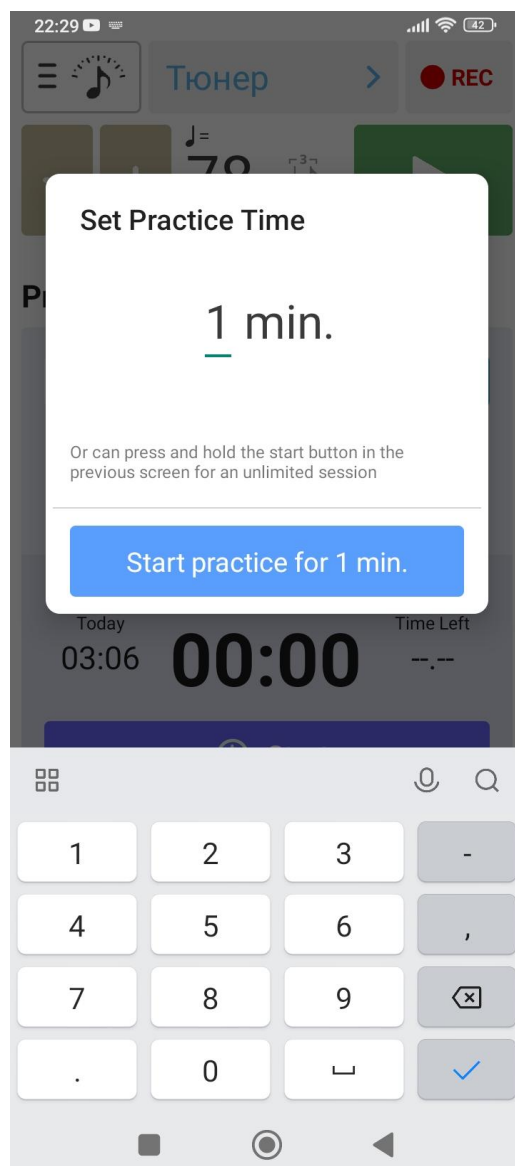 22:29
42
Тюнер
REC
♩=
78
3
Set Practice Time
1 min.
Or can press and hold the start button in the
previous screen for an unlimited session
Start practice for 1 min.
Today
Time Left
03:06
00:00
--.--
1 2 3 -
4 5 6 ,
7 8 9
. 0